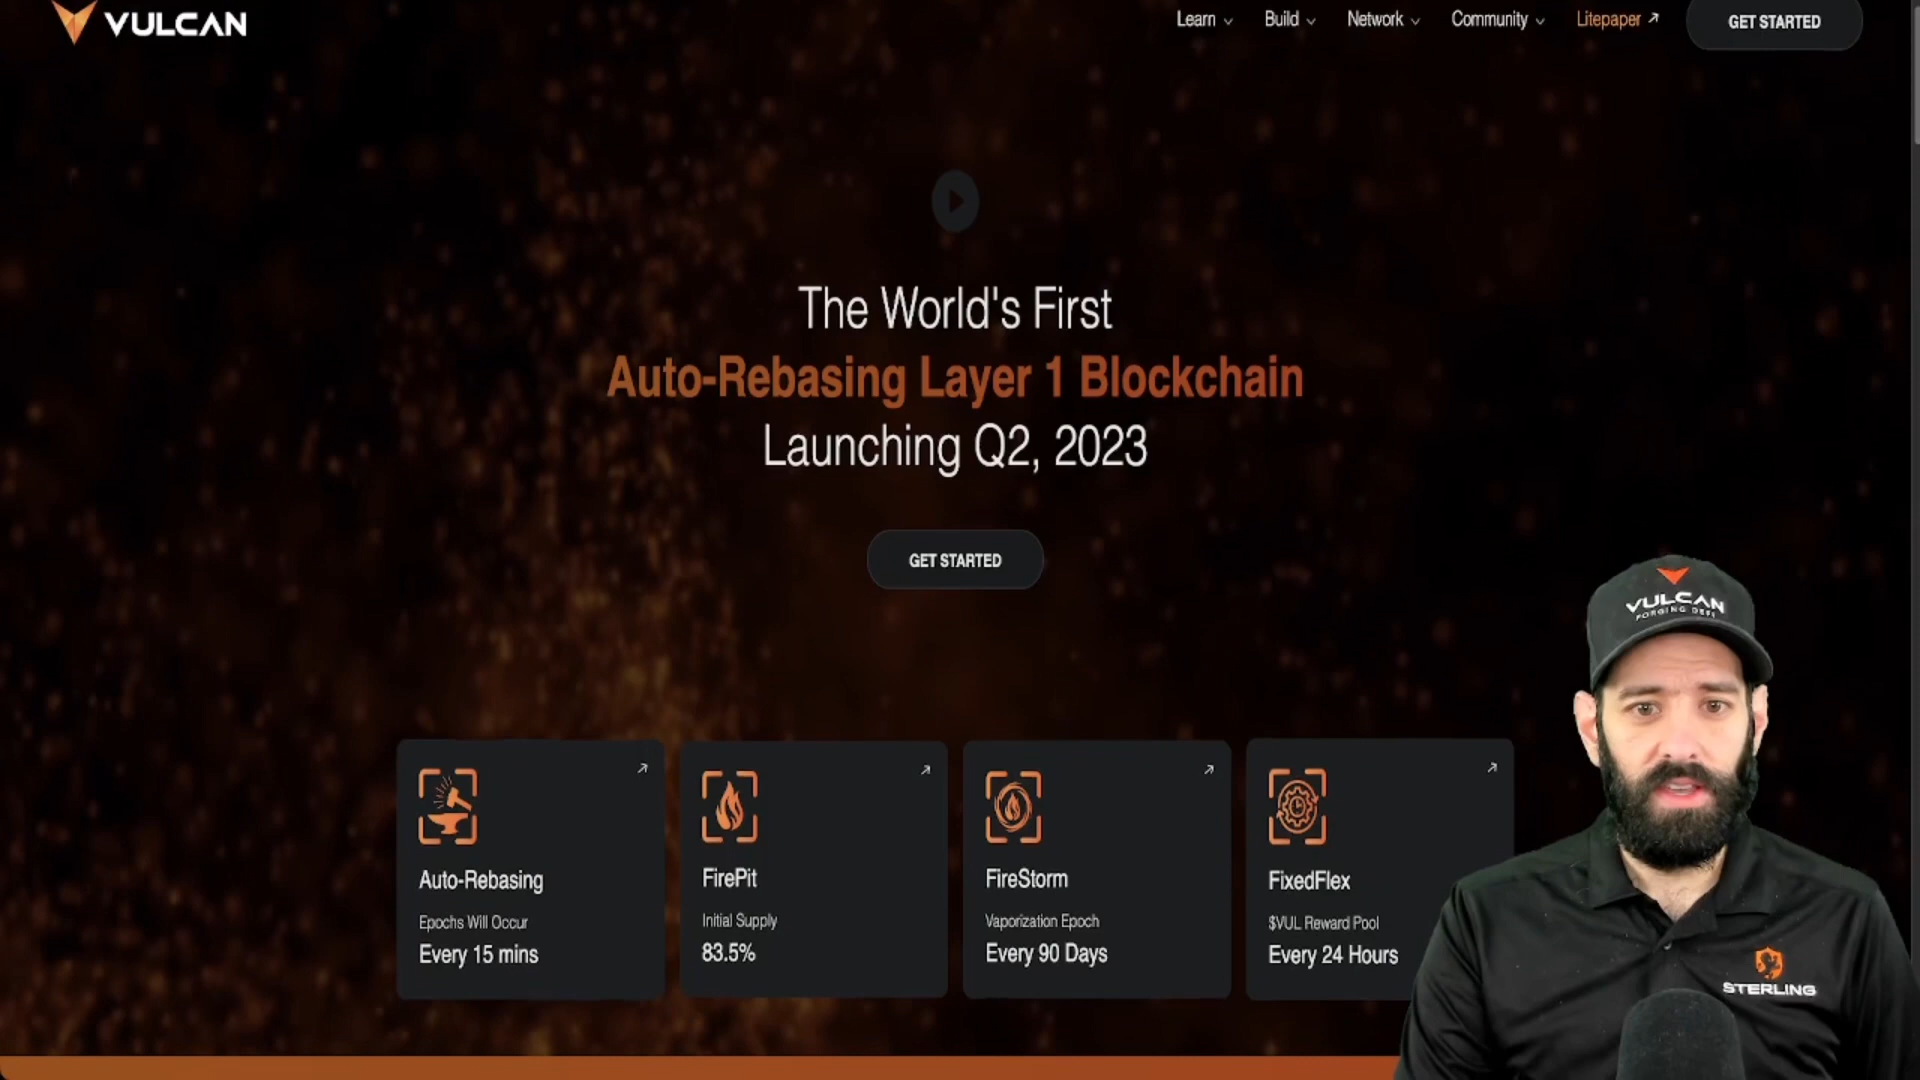 VULCAN
Learn
Build
Network
Community
Litepaper
GET STARTED
The World's First
Auto-Rebasing Layer 1 Blockchain
Launching Q2, 2023
GET STARTED
Auto-Rebasing
Epochs Will Occur
Every 15 mins
FirePit
Initial Supply
83.5%
FireStorm
Vaporization Epoch
Every 90 Days
FixedFlex
$VUL Reward Pool
Every 24 Hours
VULCAN
FORGING DEFI
STERLING